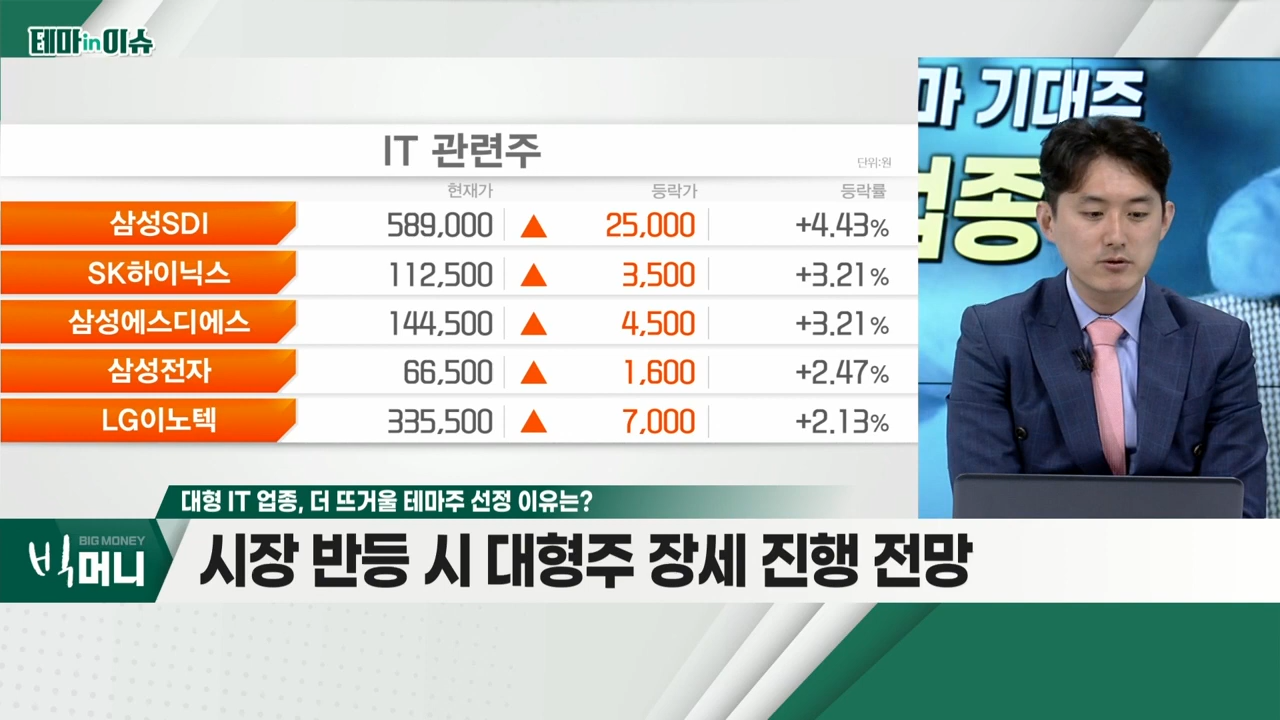 테마in이슈
마 기대주
업종
IT 관련주
단위:원
현재가 등락가 등락률
삼성SDI 589,000 ▲ 25,000 +4.43%
SK하이닉스 112,500 ▲ 3,500 +3.21%
삼성에스디에스 144,500 ▲ 4,500 +3.21%
삼성전자 66,500 ▲ 1,600 +2.47%
LG이노텍 335,500 ▲ 7,000 +2.13%
대형 IT 업종, 더 뜨거울 테마주 선정 이유는?
BIG MONEY
빅머니
시장 반등 시 대형주 장세 진행 전망